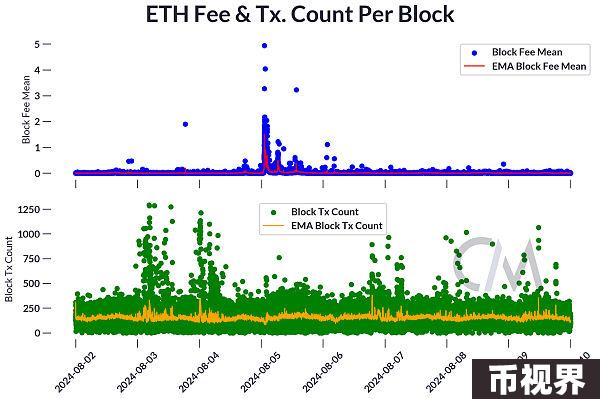 ETH Fee & Tx. Count Per Block
5
4
3
2
1
0
Block Fee Mean
Block Fee Mean
EMA Block Fee Mean
1250
1000
750
500
250
0
Block Tx Count
Block Tx Count
EMA Block Tx Count
CM
2024-08-02
2024-08-03
2024-08-04
2024-08-05
2024-08-06
2024-08-07
2024-08-08
09
10
币视界